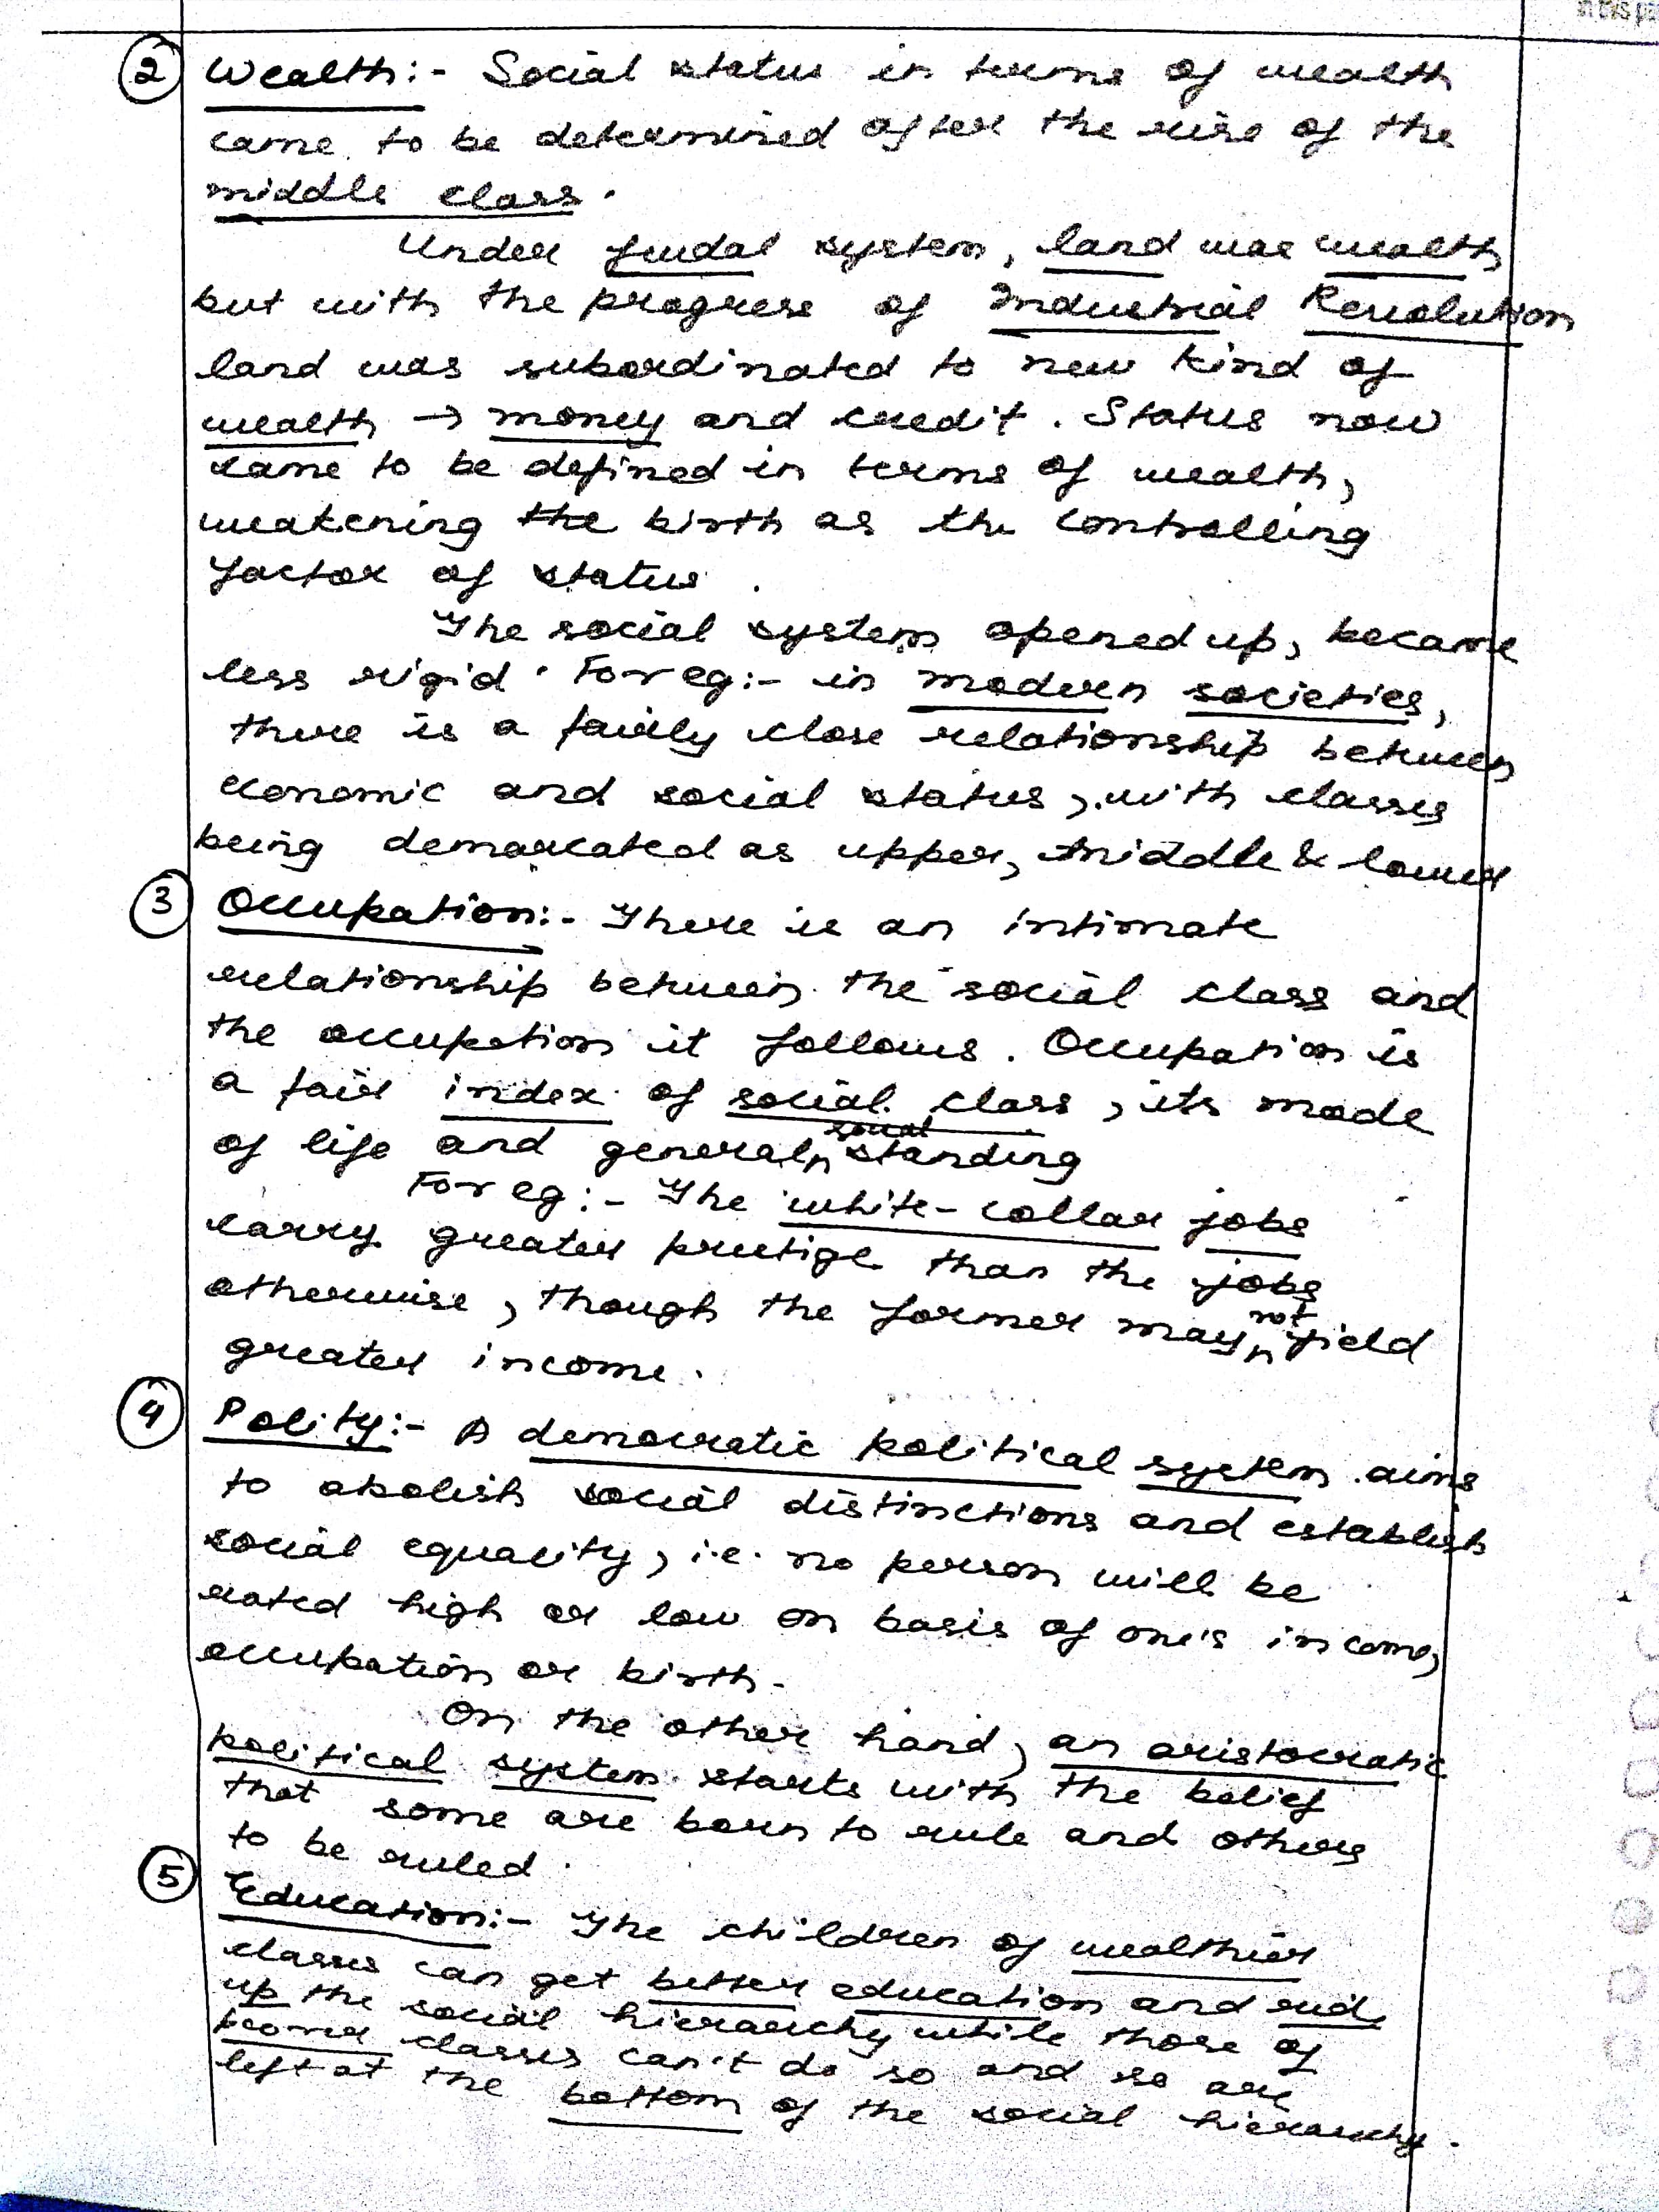 in this pa
② Wealth:- Social status in terms of wealth
came to be determined after the rise of the
middle class.
Under feudal system, land was wealth
but with the progress of Industrial Revolution
land was subordinated to new kind of
wealth → money and credit. Status now
came to be defined in terms of wealth,
weakening the birth as the controlling
factor of status.
The social system opened up, became
less rigid. For eg:- in modern societies,
there is a fairly close relationship between
economic and social status, with classes
being demarcated as upper, middle & lower
③ Occupation:- There is an intimate
relationship between the social class and
the occupation it follows. Occupation is
a fair index of social class, its mode
of life and general social standing
For eg:- The white-collar jobs
carry greater prestige than the jobs
otherwise, though the former may not yield
greater income.
④ Polity:- A democratic political system aims
to abolish social distinctions and establish
social equality, i.e. no person will be
rated high or low on basis of one's income,
occupation or birth.
On the other hand, an aristocratic
political system starts with the belief
that some are born to rule and others
to be ruled.
⑤ Education:- The children of wealthier
classes can get better education and
up the social hierarchy while those of
classes can't do so and so are
left at the bottom of the social hierarchy.